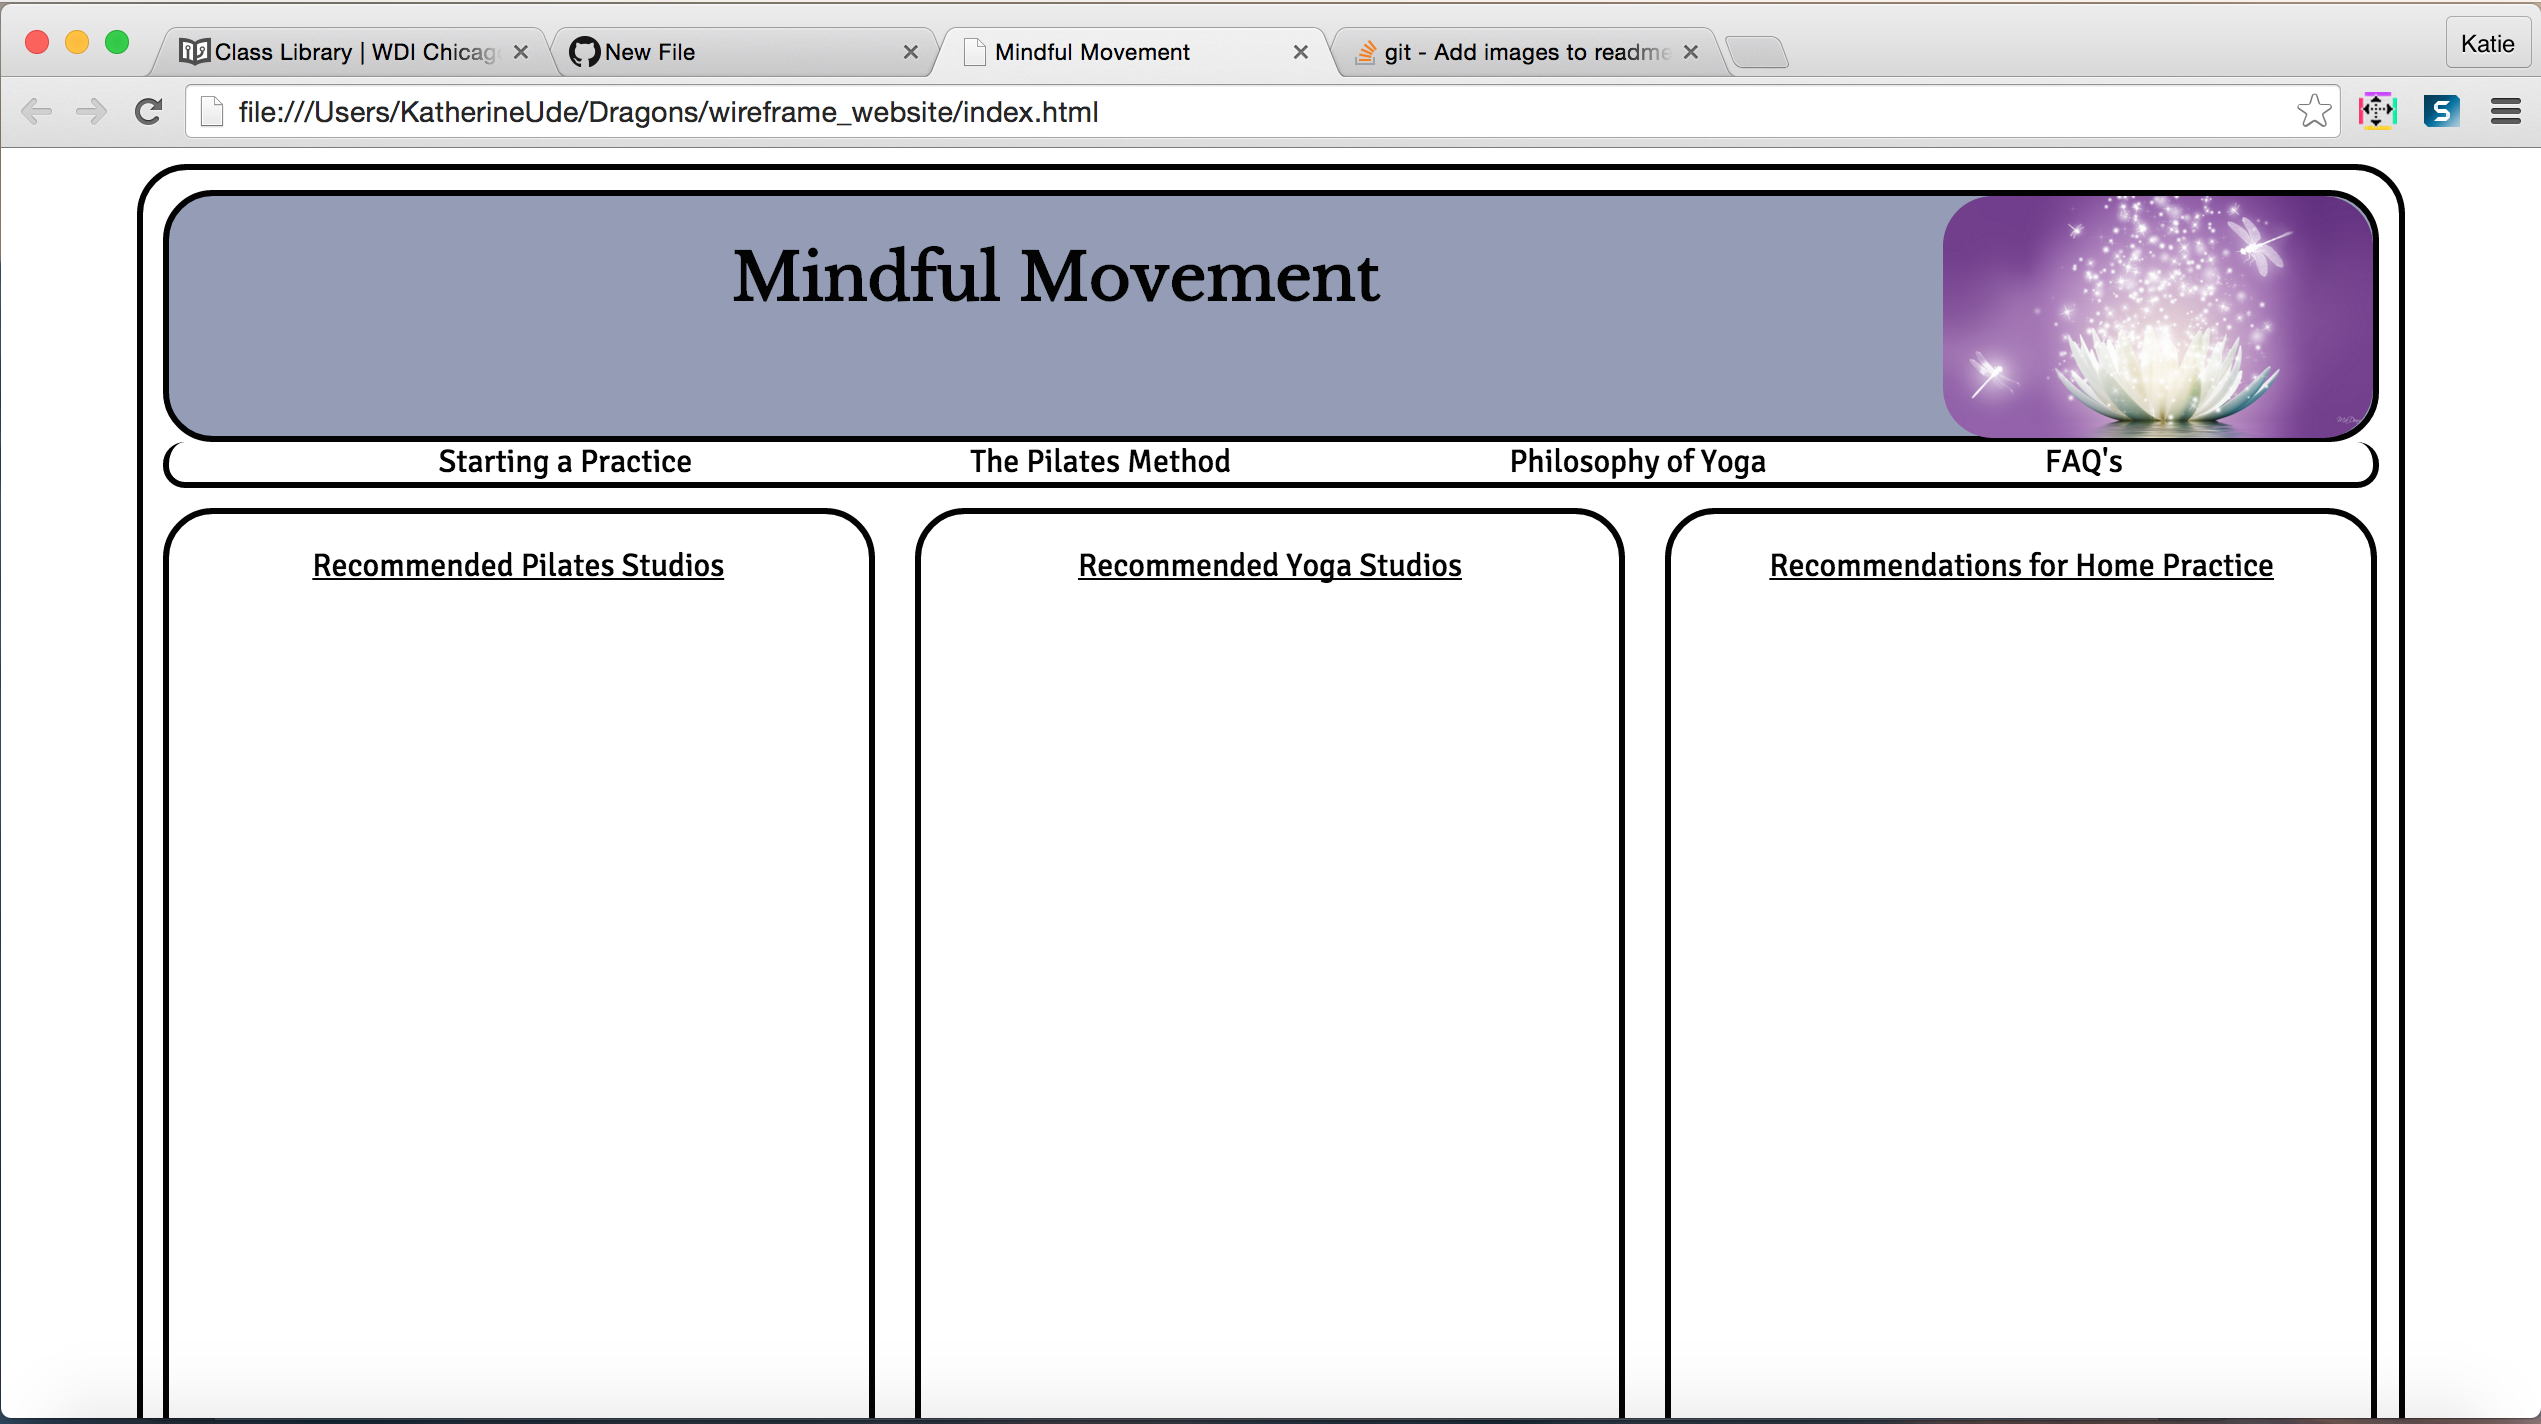 Class Library | WDI Chicago
New File
Mindful Movement
git - Add images to readme
Katie
file:///Users/KatherineUde/Dragons/wireframe_website/index.html
Mindful Movement
Starting a Practice
The Pilates Method
Philosophy of Yoga
FAQ's
Recommended Pilates Studios
Recommended Yoga Studios
Recommendations for Home Practice